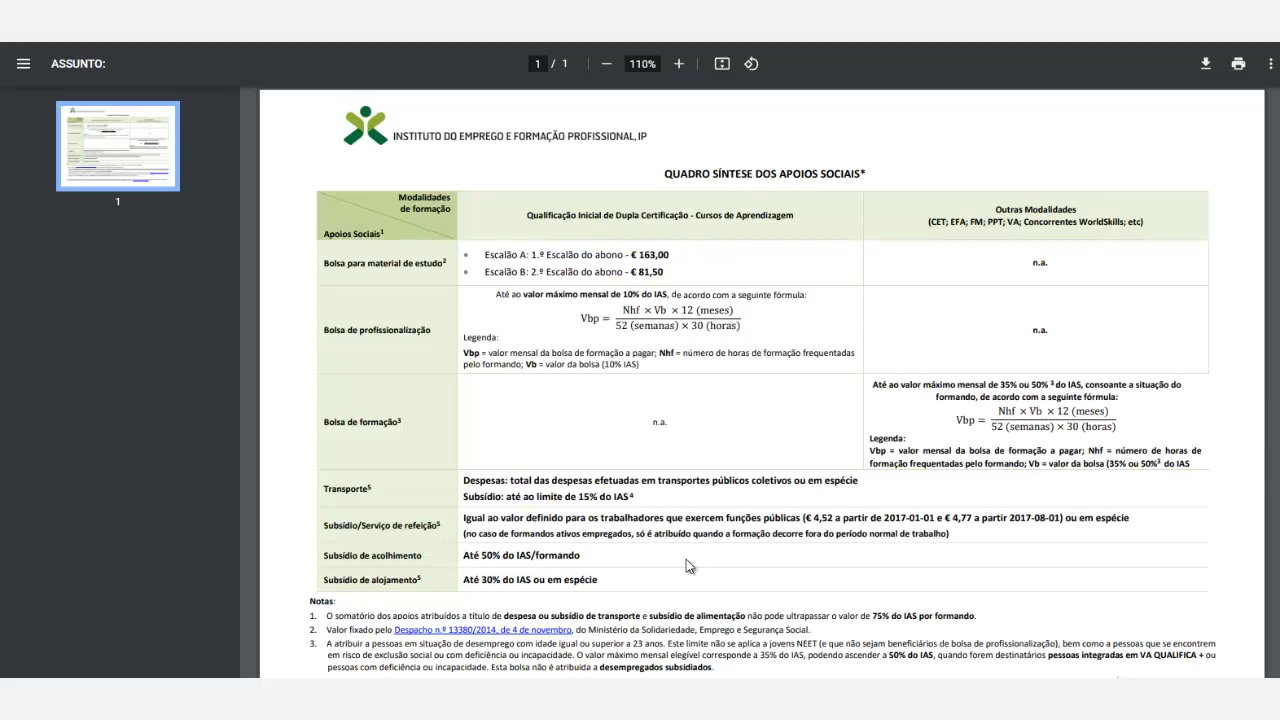 ASSUNTO:
1 / 1
110%
1
INSTITUTO DO EMPREGO E FORMAÇÃO PROFISSIONAL, IP
QUADRO SÍNTESE DOS APOIOS SOCIAIS*
Modalidades
de formação
Apoios Sociais1
Qualificação Inicial de Dupla Certificação - Cursos de Aprendizagem
Outras Modalidades
(CET; EFA; FM; PPT; VA; Concorrentes WorldSkills; etc)
Bolsa para material de estudo2
• Escalão A: 1.º Escalão do abono - € 163,00
• Escalão B: 2.º Escalão do abono - € 81,50
n.a.
Bolsa de profissionalização
Até ao valor máximo mensal de 10% do IAS, de acordo com a seguinte fórmula:
Vbp = Nhf × Vb × 12 (meses)
52 (semanas) × 30 (horas)
Legenda:
Vbp = valor mensal da bolsa de formação a pagar; Nhf = número de horas de formação frequentadas
pelo formando; Vb = valor da bolsa (10% IAS)
n.a.
Bolsa de formação3
n.a.
Até ao valor máximo mensal de 35% ou 50% 3 do IAS, consoante a situação do
formando, de acordo com a seguinte fórmula:
Vbp = Nhf × Vb × 12 (meses)
52 (semanas) × 30 (horas)
Legenda:
Vbp = valor mensal da bolsa de formação a pagar; Nhf = número de horas de
formação frequentadas pelo formando; Vb = valor da bolsa (35% ou 50%3 do IAS
Transporte5
Despesas: total das despesas efetuadas em transportes públicos coletivos ou em espécie
Subsídio: até ao limite de 15% do IAS4
Subsídio/Serviço de refeição5
Igual ao valor definido para os trabalhadores que exercem funções públicas (€ 4,52 a partir de 2017-01-01 e € 4,77 a partir 2017-08-01) ou em espécie
(no caso de formandos ativos empregados, só é atribuído quando a formação decorre fora do período normal de trabalho)
Subsídio de acolhimento
Até 50% do IAS/formando
Subsídio de alojamento5
Até 30% do IAS ou em espécie
Notas:
1. O somatório dos apoios atribuídos a título de despesa ou subsídio de transporte e subsídio de alimentação não pode ultrapassar o valor de 75% do IAS por formando.
2. Valor fixado pelo Despacho n.º 13380/2014, de 4 de novembro, do Ministério da Solidariedade, Emprego e Segurança Social.
3. A atribuir a pessoas em situação de desemprego com idade igual ou superior a 23 anos. Este limite não se aplica a jovens NEET (e que não sejam beneficiários de bolsa de profissionalização), bem como a pessoas que se encontrem
em risco de exclusão social ou com deficiência ou incapacidade. O valor máximo mensal elegível corresponde a 35% do IAS, podendo ascender a 50% do IAS, quando forem destinatários pessoas integradas em VA QUALIFICA + ou
pessoas com deficiência ou incapacidade. Esta bolsa não é atribuída a desempregados subsidiados.